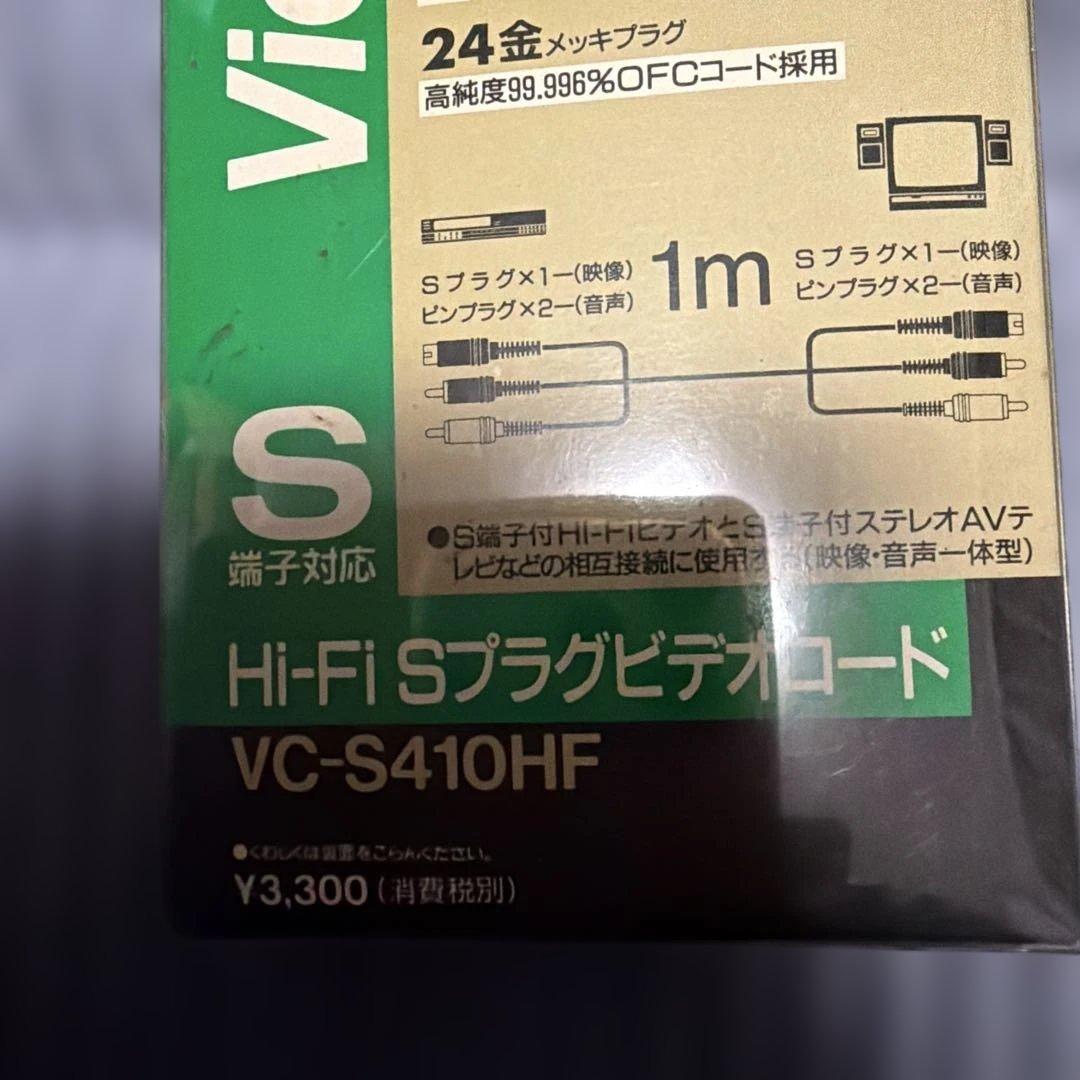 Vic
24金メッキプラグ
高純度99.996%OFCコード採用
Sプラグ×1ー(映像)
ピンプラグ×2ー(音声)
1m
Sプラグ×1ー(映像)
ピンプラグ×2ー(音声)
S
端子対応
●S端子付HI-FiビデオとS端子付ステレオAVテ
レビなどの相互接続に使用する(映像・音声一体型)
Hi-Fi Sプラグビデオコード
VC-S410HF
●くわしくは裏面をごらんください。
¥3,300(消費税別)